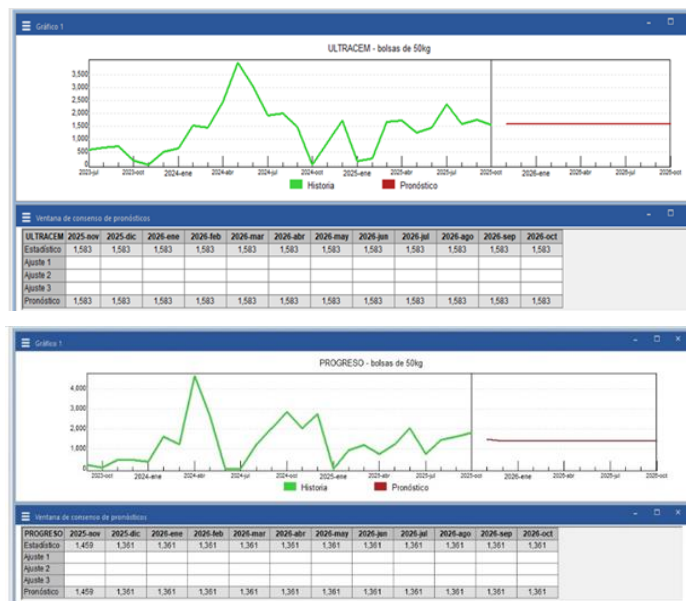 Gráfico 1
ULTRACEM - bolsas de 50kg
3,500
3,000
2,500
2,000
1,500
1,000
500
0
2023-jul 2023-oct 2024-ene 2024-abr 2024-jul 2024-oct 2025-ene 2025-abr 2025-jul 2025-oct 2026-ene 2026-abr 2026-jul 2026-oct
Historia Pronóstico
Ventana de consenso de pronósticos
ULTRACEM 2025-nov 2025-dic 2026-ene 2026-feb 2026-mar 2026-abr 2026-may 2026-jun 2026-jul 2026-ago 2026-sep 2026-oct
Estadístico 1,583 1,583 1,583 1,583 1,583 1,583 1,583 1,583 1,583 1,583 1,583 1,583
Ajuste 1
Ajuste 2
Ajuste 3
Pronóstico 1,583 1,583 1,583 1,583 1,583 1,583 1,583 1,583 1,583 1,583 1,583 1,583
Gráfico 1
PROGRESO - bolsas de 50kg
4,000
3,000
2,000
1,000
0
2023-oct 2024-ene 2024-abr 2024-jul 2024-oct 2025-ene 2025-abr 2025-jul 2025-oct 2026-ene 2026-abr 2026-jul 2026-oct
Historia Pronóstico
Ventana de consenso de pronósticos
PROGRESO 2025-nov 2025-dic 2026-ene 2026-feb 2026-mar 2026-abr 2026-may 2026-jun 2026-jul 2026-ago 2026-sep 2026-oct
Estadístico 1,459 1,361 1,361 1,361 1,361 1,361 1,361 1,361 1,361 1,361 1,361 1,361
Ajuste 1
Ajuste 2
Ajuste 3
Pronóstico 1,459 1,361 1,361 1,361 1,361 1,361 1,361 1,361 1,361 1,361 1,361 1,361